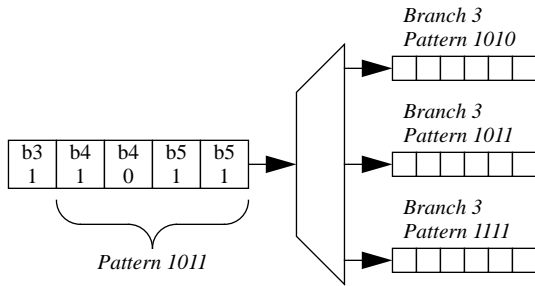 Branch 3
Pattern 1010
Branch 3
Pattern 1011
b3 b4 b4 b5 b5
1 1 0 1 1
Pattern 1011
Branch 3
Pattern 1111